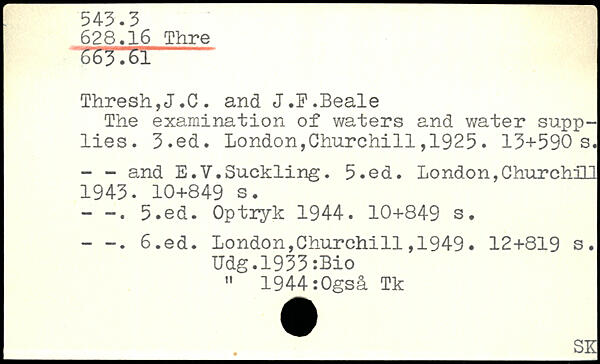 543.3
628.16 Thre
663.61
Thresh,J.C. and J.F.Beale
The examination of waters and water supp-
lies. 3.ed. London,Churchill,1925. 13+590 s.
- - and E.V.Suckling. 5.ed. London,Churchill
1943. 10+849 s.
- -. 5.ed. Optryk 1944. 10+849 s.
- -. 6.ed. London,Churchill,1949. 12+819 s.
Udg.1933:Bio
" 1944:Også Tk
SK